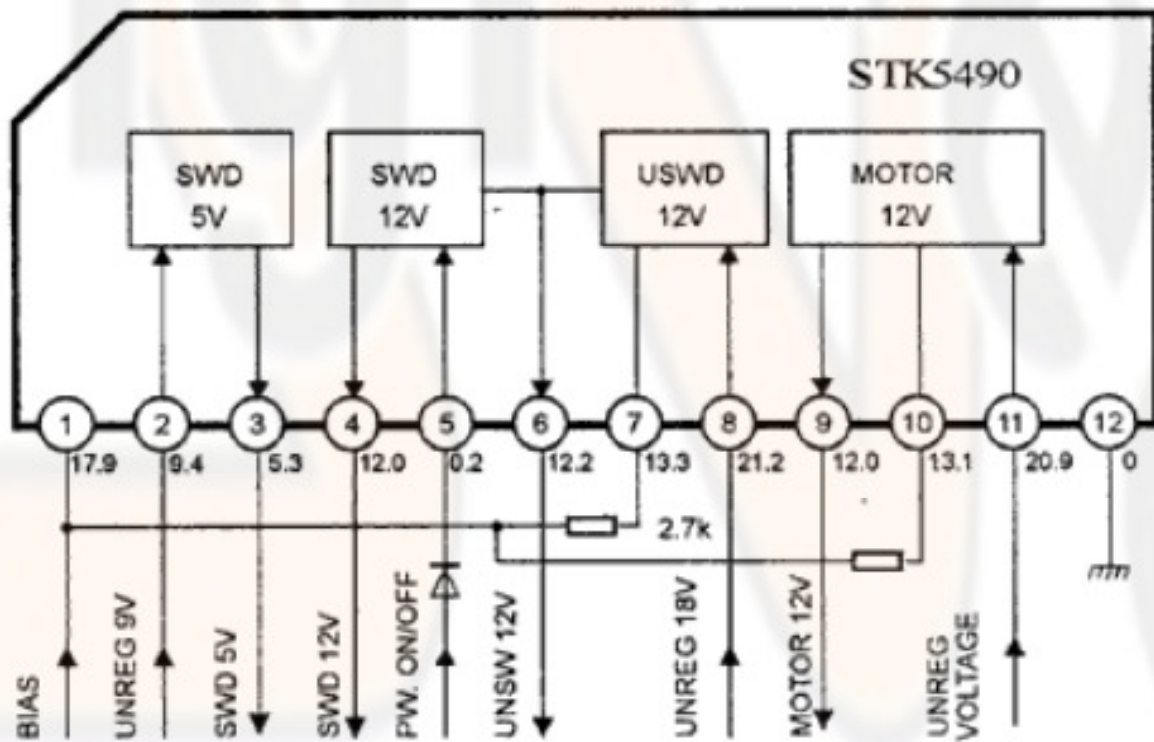 STK5490
SWD
5V
SWD
12V
USWD
12V
MOTOR
12V
1
2
3
4
5
6
7
8
9
10
11
12
17.9
9.4
5.3
12.0
0.2
12.2
13.3
21.2
12.0
13.1
20.9
0
2.7k
BIAS
UNREG 9V
SWD 5V
SWD 12V
PW. ON/OFF
UNSW 12V
UNREG 18V
MOTOR 12V
UNREG
VOLTAGE